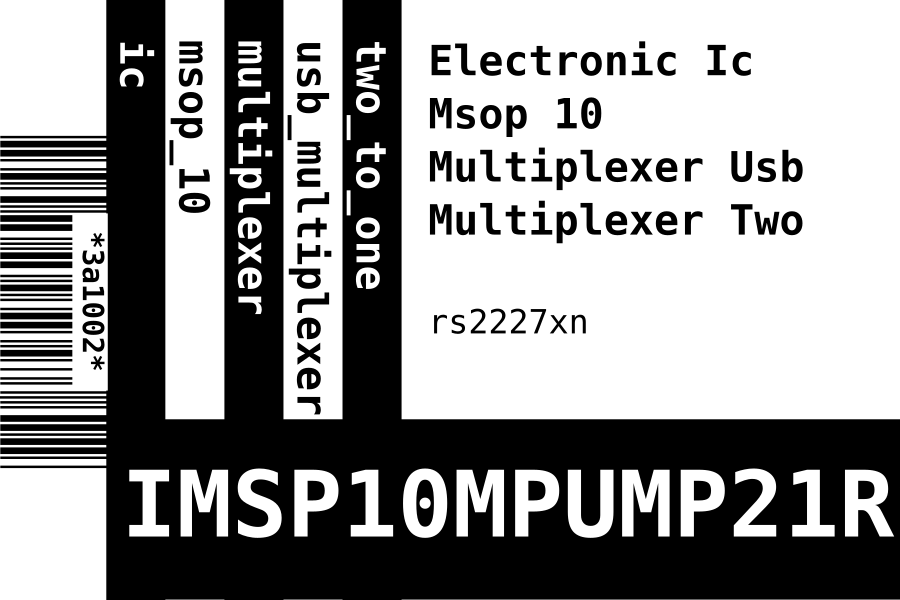 *3a1002*
ic
msop_10
multiplexer
usb_multiplexer
two_to_one
Electronic Ic
Msop 10
Multiplexer Usb
Multiplexer Two
rs2227xn
IMSP10MPUMP21R